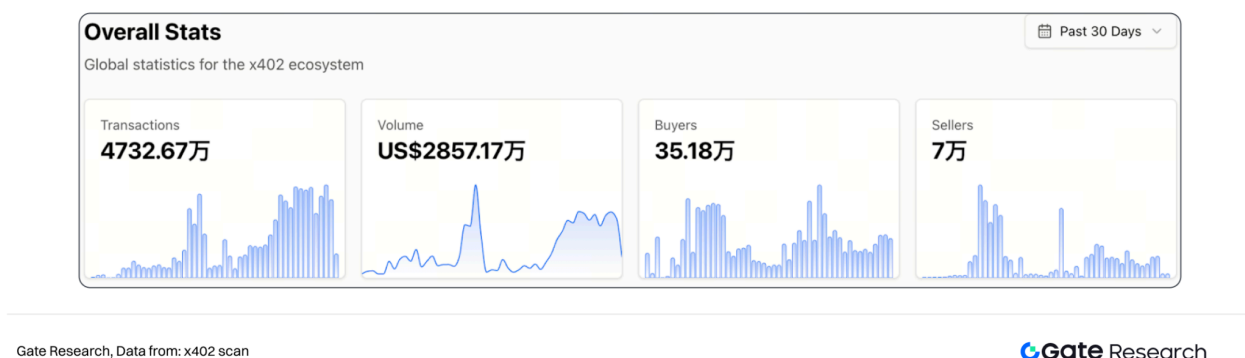 Overall Stats
Past 30 Days
Global statistics for the x402 ecosystem
Transactions
4732.67万
Volume
US$2857.17万
Buyers
35.18万
Sellers
7万
Gate Research, Data from: x402 scan
Gate Research